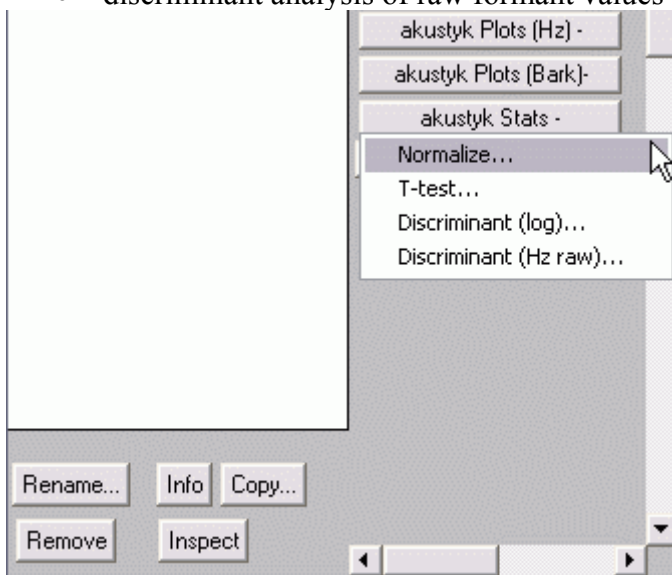 discriminant analysis of raw formant values
akustyk Plots (Hz) -
akustyk Plots (Bark)-
akustyk Stats -
Normalize...
T-test...
Discriminant (log)...
Discriminant (Hz raw)...
Rename...
Info
Copy...
Remove
Inspect